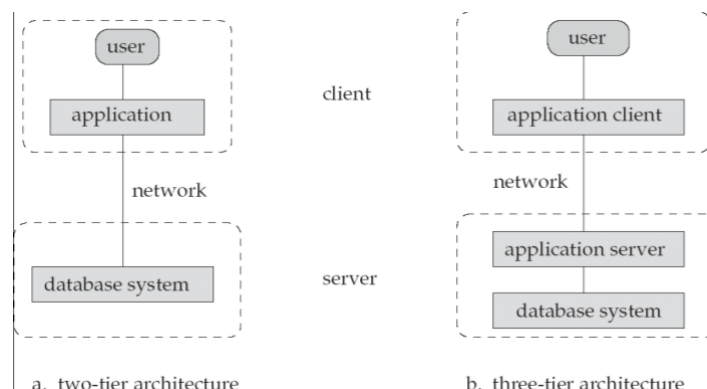 user
application
network
database system
a. two-tier architecture
client
server
user
application client
network
application server
database system
b. three-tier architecture